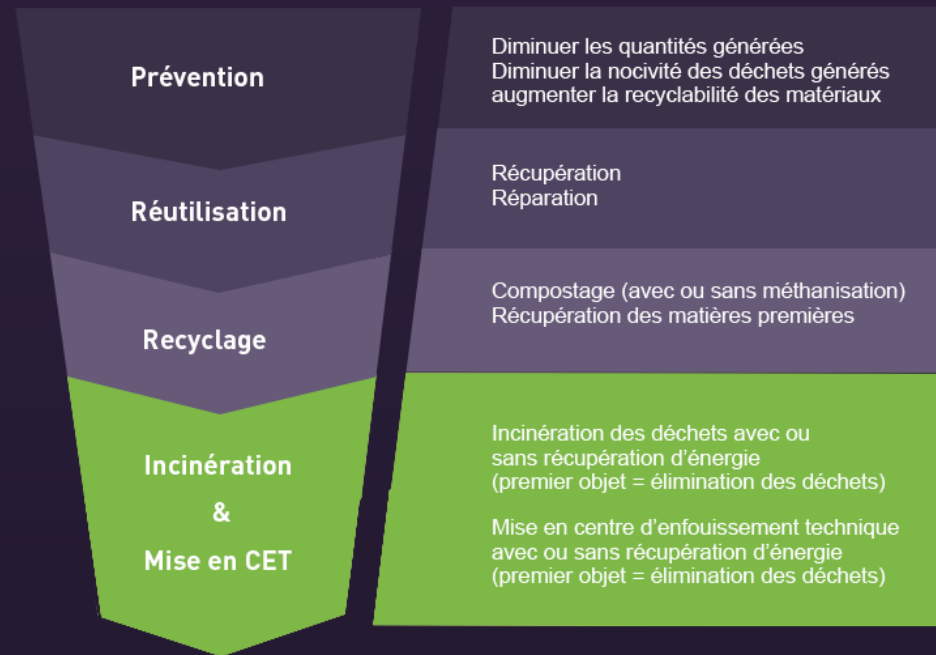 Prévention
Diminuer les quantités générées
Diminuer la nocivité des déchets générés
augmenter la recyclabilité des matériaux
Réutilisation
Récupération
Réparation
Recyclage
Compostage (avec ou sans méthanisation)
Récupération des matières premières
Incinération
&
Mise en CET
Incinération des déchets avec ou
sans récupération d'énergie
(premier objet = élimination des déchets)
Mise en centre d'enfouissement technique
avec ou sans récupération d'énergie
(premier objet = élimination des déchets)